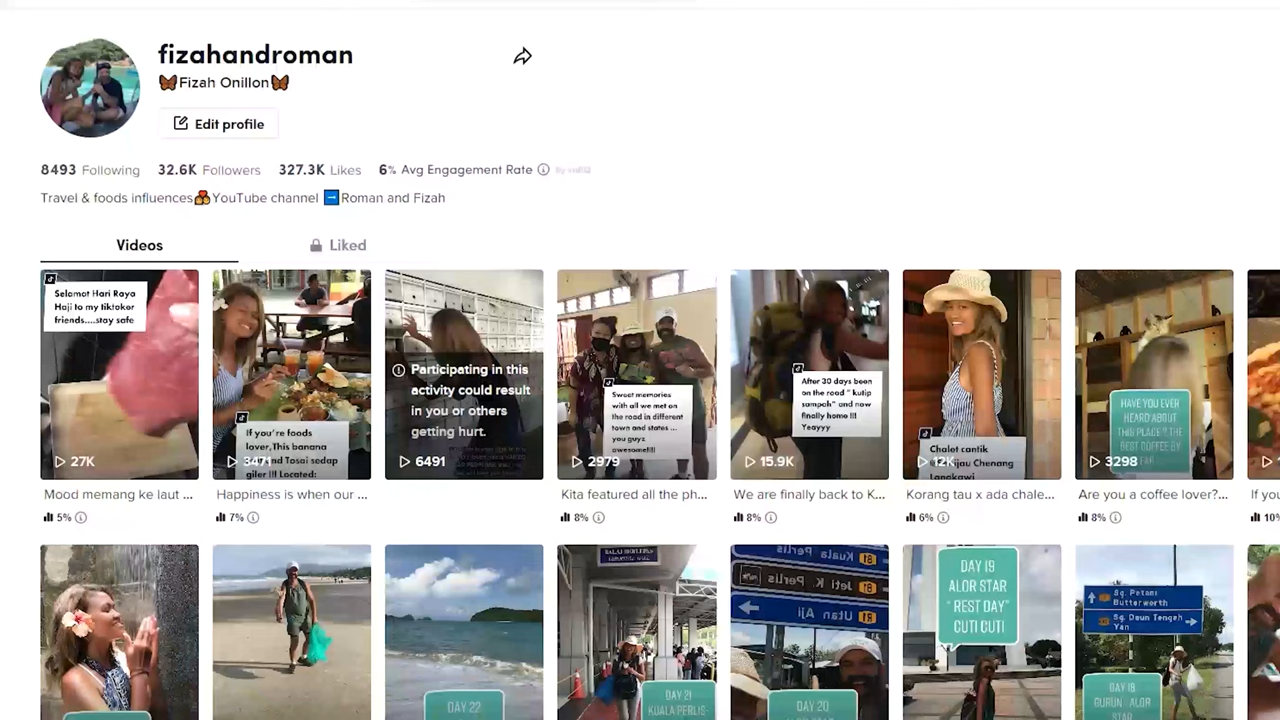 fizahandroman
Fizah Onillon
Edit profile
8493 Following 32.6K Followers 327.3K Likes 6% Avg Engagement Rate
Travel & foods influences YouTube channel Roman and Fizah
Videos Liked
Selamat Hari Raya
Haji to my tiktokor
friends....stay safe
27K
If you're foods
lover,This banana
and Tosai sedap
giler !!! Located:
3471
Participating in this
activity could result
in you or others
getting hurt.
6491
Sweet memories
with all we met on
the road in different
town and states ...
you guyz
awesome!!!!
2979
After 30 days been
on the road " kutip
sampah" and now
finally home !!!
Yeayyy
15.9K
Chalet cantik
Hijau Chenang
Langkawi
12K
HAVE YOU EVER
HEARD ABOUT
THIS PLACE " THE
BEST COFFEE BY
3298
If you
Mood memang ke laut ...
Happiness is when our ...
Kita featured all the ph...
We are finally back to K...
Korang tau x ada chale...
Are you a coffee lover?...
5%
7%
8%
8%
6%
8%
10%
DAY 22
DAY 21
KUALA PERLIS-
Kuala Perlis
Jeti K Perlis
Utan Aji
DAY 20
DAY 19
ALOR STAR
" REST DAY"
CUTI CUTI
Sg. Petani
Butterworth
Sg. Daun Tengah
Yan
DAY 18
GURUN - ALOR
STAR